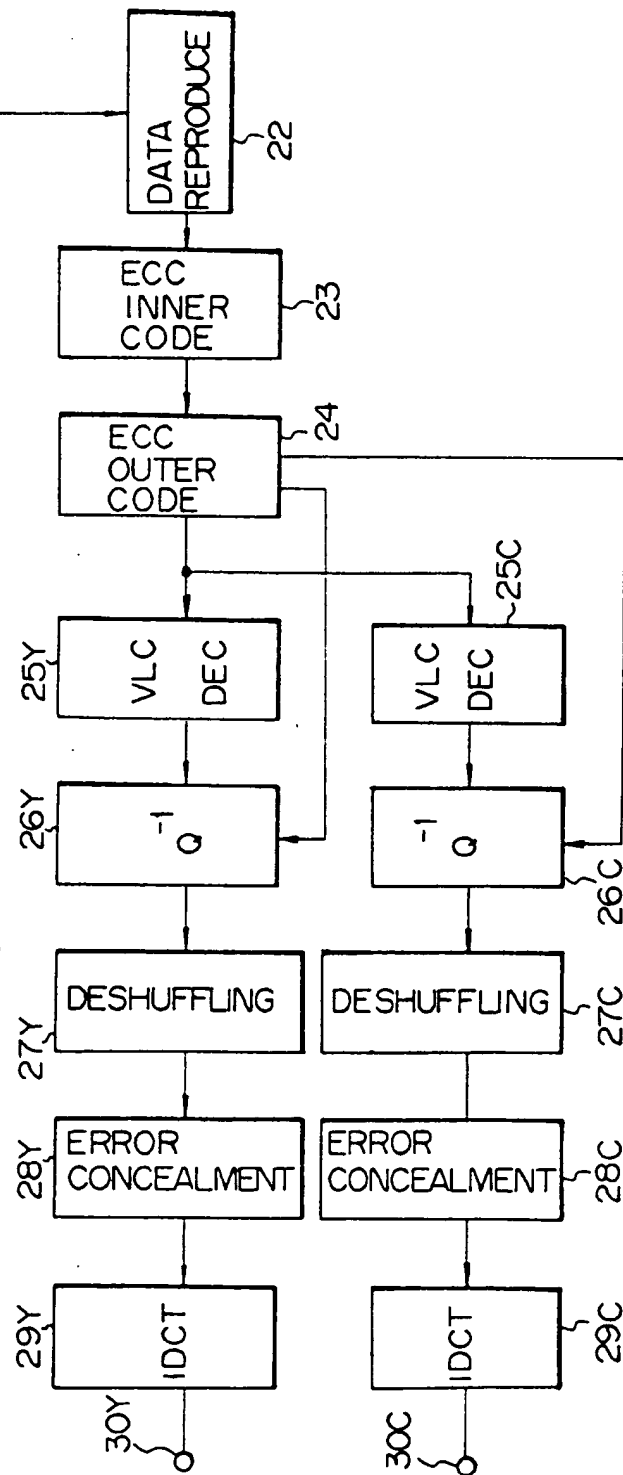 DATA
REPRODUCE
22
ECC
INNER
CODE
23
ECC
OUTER
CODE
24
25Y
VLC
DEC
25C
VLC
DEC
26Y
Q⁻¹
26C
Q⁻¹
27Y
DESHUFFLING
27C
DESHUFFLING
28Y
ERROR
CONCEALMENT
28C
ERROR
CONCEALMENT
29Y
IDCT
29C
IDCT
30Y
30C